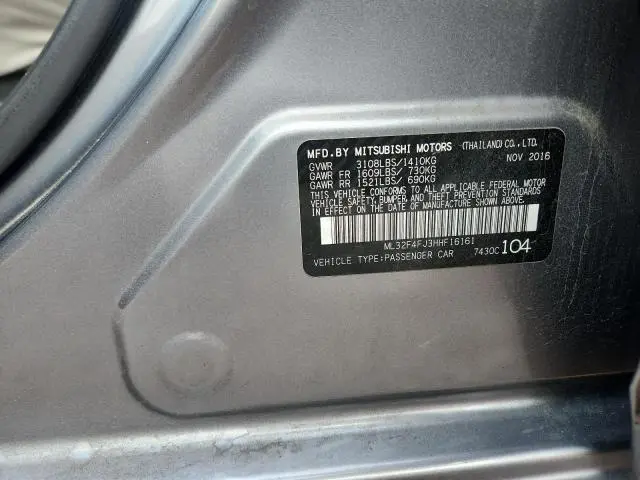 MFD.BY MITSUBISHI MOTORS (THAILAND) CO., LTD.
GVWR 3108LBS/1410KG NOV 2016
GAWR FR 1609LBS/ 730KG
GAWR RR 1521LBS/ 690KG
THIS VEHICLE CONFORMS TO ALL APPLICABLE FEDERAL MOTOR
VEHICLE SAFETY, BUMPER, AND THEFT PREVENTION STANDARDS
IN EFFECT ON THE DATE OF MANUFACTURE SHOWN ABOVE.
ML32F4FJ3HHF16161
VEHICLE TYPE:PASSENGER CAR 7430C 104